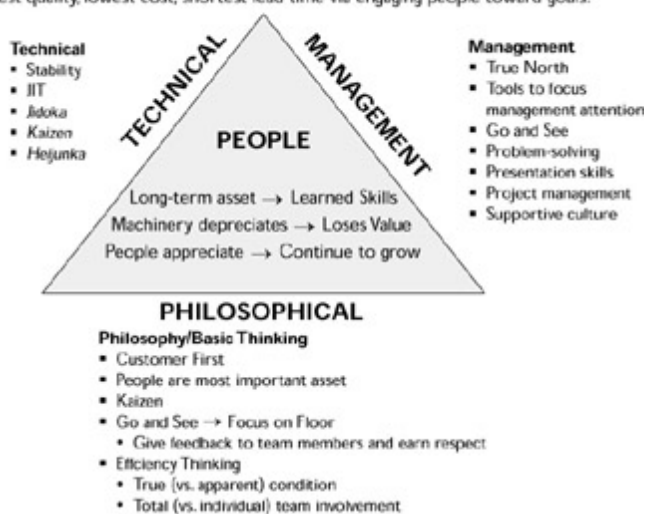 quality, lowest cost, shortest lead time via engaging people toward goals.
Technical
▪ Stability
▪ JIT
▪ Jidoka
▪ Kaizen
▪ Heijunka
TECHNICAL
MANAGEMENT
Management
▪ True North
▪ Tools to focus
management attention
▪ Go and See
▪ Problem-solving
▪ Presentation skills
▪ Project management
▪ Supportive culture
PEOPLE
Long-term asset → Learned Skills
Machinery depreciates → Loses Value
People appreciate → Continue to grow
PHILOSOPHICAL
Philosophy/Basic Thinking
▪ Customer First
▪ People are most important asset
▪ Kaizen
▪ Go and See → Focus on Floor
• Give feedback to team members and earn respect
▪ Efficiency Thinking
• True (vs. apparent) condition
• Total (vs. individual) team involvement